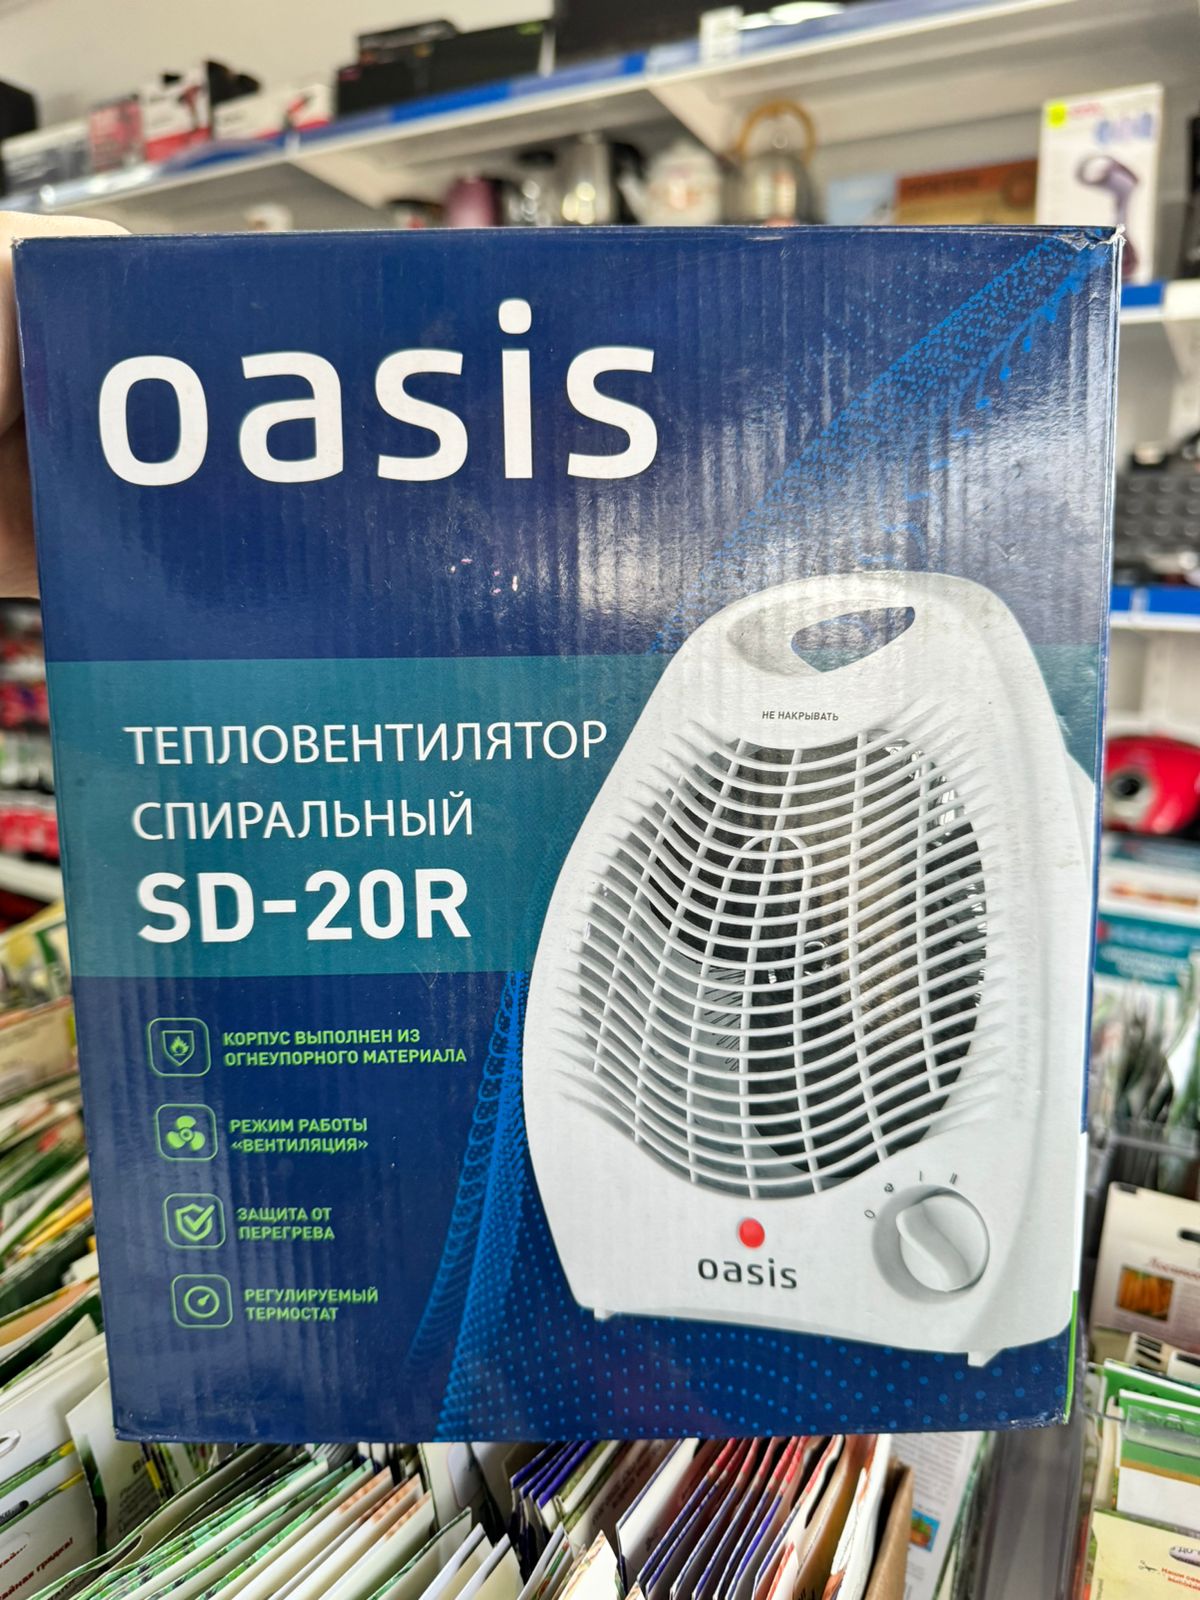 oasis
ТЕПЛОВЕНТИЛЯТОР
СПИРАЛЬНЫЙ
SD-20R
КОРПУС ВЫПОЛНЕН ИЗ
ОГНЕУПОРНОГО МАТЕРИАЛА
РЕЖИМ РАБОТЫ
«ВЕНТИЛЯЦИЯ»
ЗАЩИТА ОТ
ПЕРЕГРЕВА
РЕГУЛИРУЕМЫЙ
ТЕРМОСТАТ
НЕ НАКРЫВАТЬ
oasis